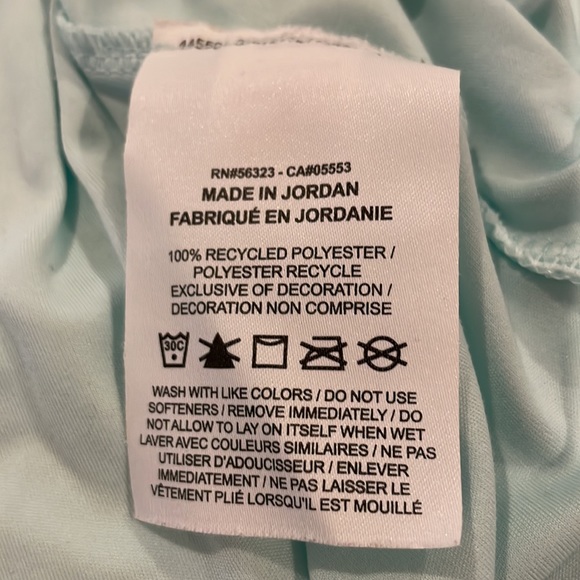 RN#56323 - CA#05553
MADE IN JORDAN
FABRIQUÉ EN JORDANIE
100% RECYCLED POLYESTER /
POLYESTER RECYCLE
EXCLUSIVE OF DECORATION /
DECORATION NON COMPRISE
30C
WASH WITH LIKE COLORS / DO NOT USE
SOFTENERS / REMOVE IMMEDIATELY / DO
NOT ALLOW TO LAY ON ITSELF WHEN WET
LAVER AVEC COULEURS SIMILAIRES / NE PAS
UTILISER D'ADOUCISSEUR / ENLEVER
IMMÉDIATEMENT / NE PAS LAISSER LE
VÊTEMENT PLIÉ LORSQU'IL EST MOUILLÉ